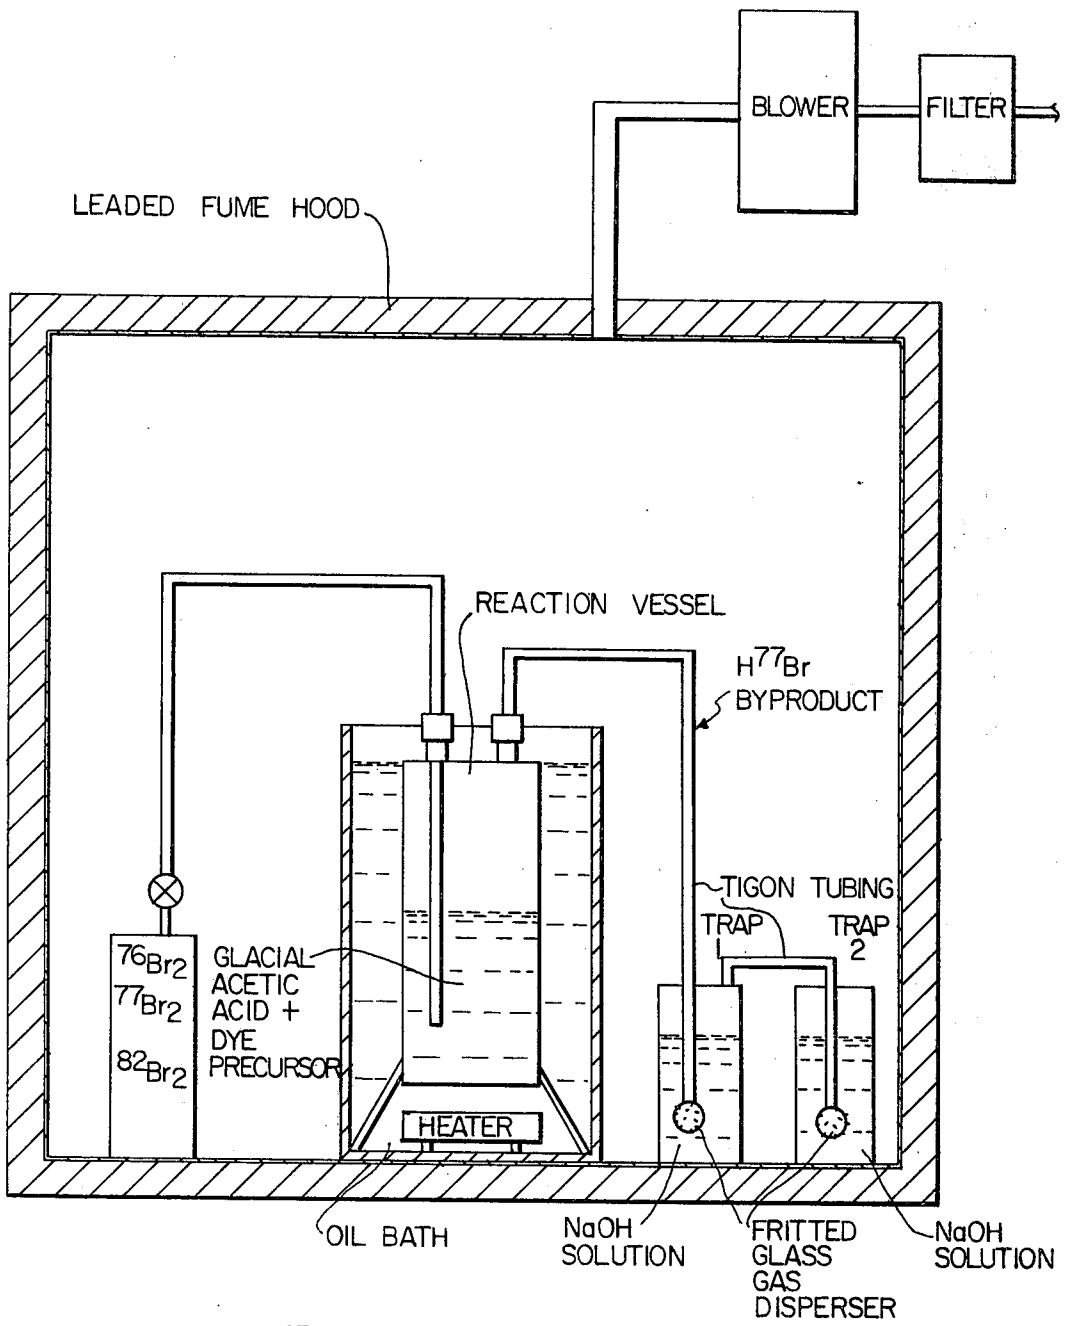 BLOWER
FILTER
LEADED FUME HOOD
REACTION VESSEL
H77Br
BYPRODUCT
TIGON TUBING
TRAP
1
TRAP
2
76Br2
77Br2
82Br2
GLACIAL
ACETIC
ACID +
DYE
PRECURSOR
HEATER
OIL BATH
NaOH
SOLUTION
FRITTED
GLASS
GAS
DISPERSER
NaOH
SOLUTION